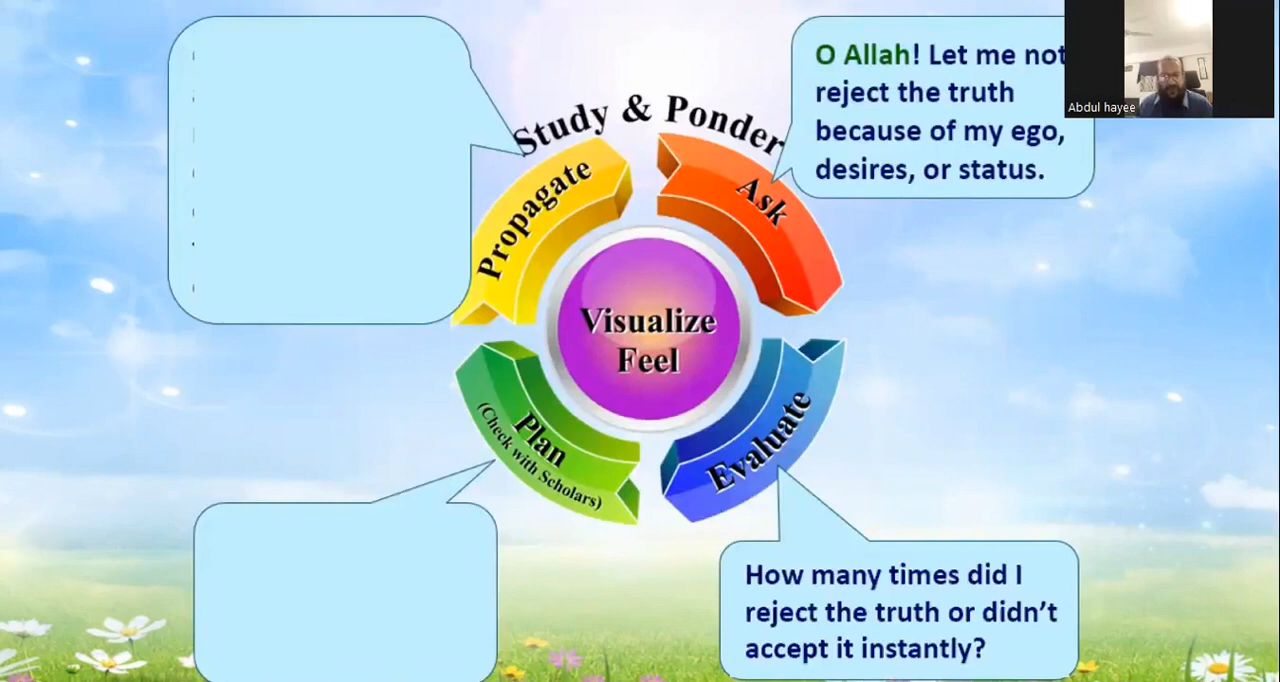 O Allah! Let me not
reject the truth
because of my ego,
desires, or status.
Abdul hayee
Study & Ponder
Propagate
Ask
Visualize
Feel
Plan
(Check with Scholars)
Evaluate
How many times did I
reject the truth or didn’t
accept it instantly?